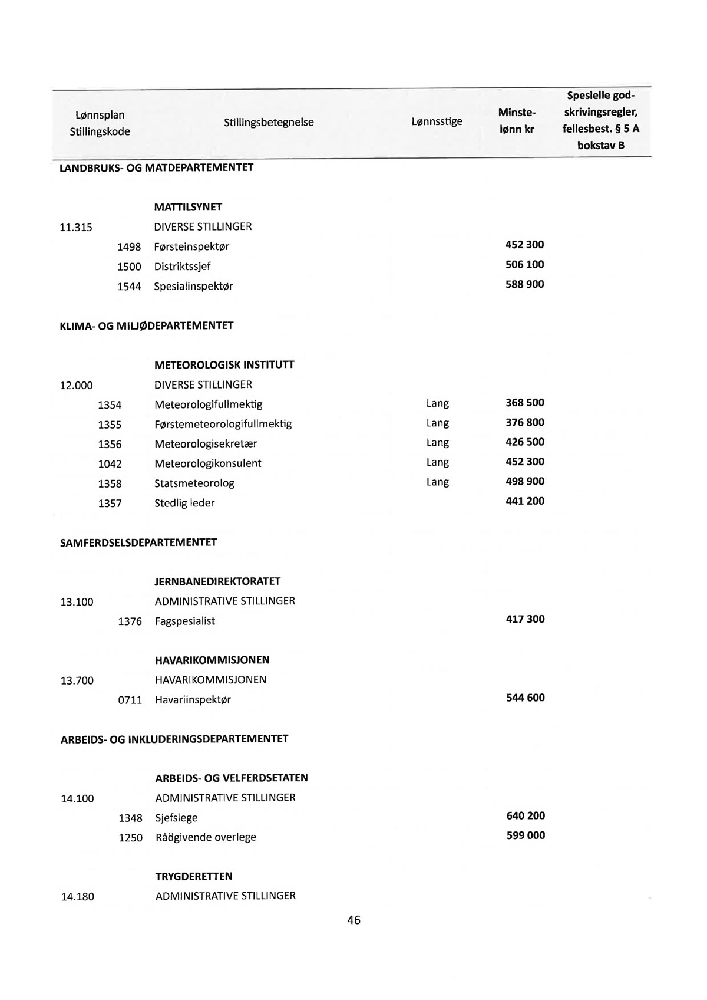 Lønnsplan
Stillingskode
Stillingsbetegnelse
Lønnsstige
Minste-
lønn kr
Spesielle god-
skrivingsregler,
fellesbest. § 5 A
bokstav B
LANDBRUKS- OG MATDEPARTEMENTET
MATTILSYNET
11.315 DIVERSE STILLINGER
1498 Førsteinspektør 452 300
1500 Distriktssjef 506 100
1544 Spesialinspektør 588 900
KLIMA- OG MILJØDEPARTEMENTET
METEOROLOGISK INSTITUTT
12.000 DIVERSE STILLINGER
1354 Meteorologifullmektig Lang 368 500
1355 Førstemeteorologifullmektig Lang 376 800
1356 Meteorologisekretær Lang 426 500
1042 Meteorologikonsulent Lang 452 300
1358 Statsmeteorolog Lang 498 900
1357 Stedlig leder 441 200
SAMFERDSELSDEPARTEMENTET
JERNBANEDIREKTORATET
13.100 ADMINISTRATIVE STILLINGER
1376 Fagspesialist 417 300
HAVARIKOMMISJONEN
13.700 HAVARIKOMMISJONEN
0711 Havariinspektør 544 600
ARBEIDS- OG INKLUDERINGSDEPARTEMENTET
ARBEIDS- OG VELFERDSETATEN
14.100 ADMINISTRATIVE STILLINGER
1348 Sjefslege 640 200
1250 Rådgivende overlege 599 000
TRYGDERETTEN
14.180 ADMINISTRATIVE STILLINGER
46